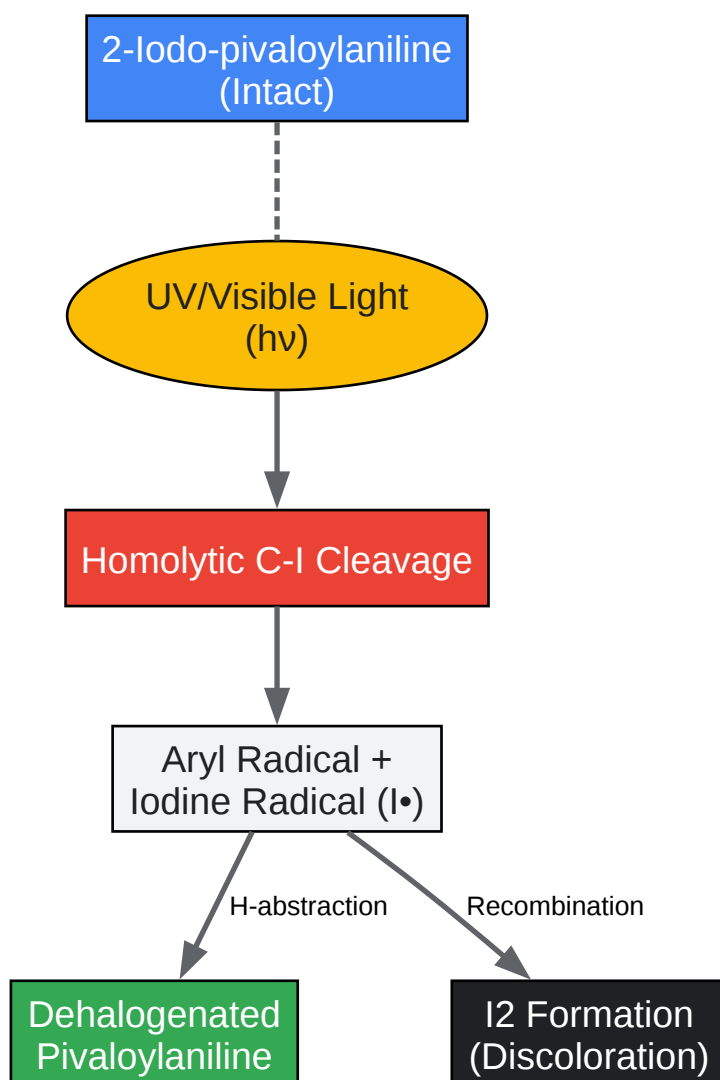 2-Iodo-pivaloylaniline
(Intact)
UV/Visible Light
(hν)
Homolytic C-I Cleavage
Aryl Radical +
Iodine Radical (I•)
H-abstraction
Recombination
Dehalogenated
Pivaloylaniline
I2 Formation
(Discoloration)